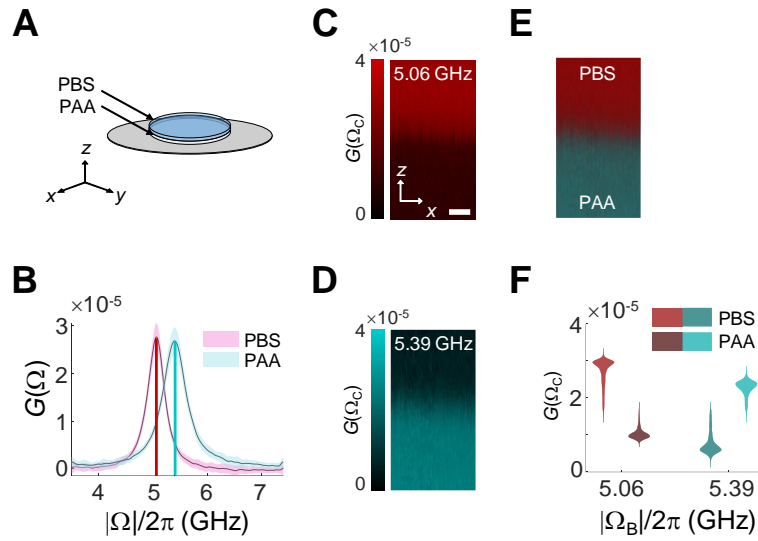 A
PBS
PAA
z
x
y
B
×10⁻⁵
3
2
1
0
G(Ω)
PBS
PAA
4
5
6
7
|Ω|/2π (GHz)
C
×10⁻⁵
4
0
G(Ω_C)
5.06 GHz
z
x
D
×10⁻⁵
4
0
G(Ω_C)
5.39 GHz
E
PBS
PAA
F
×10⁻⁵
4
2
0
G(Ω_C)
PBS
PAA
5.06
5.39
|Ω_B|/2π (GHz)